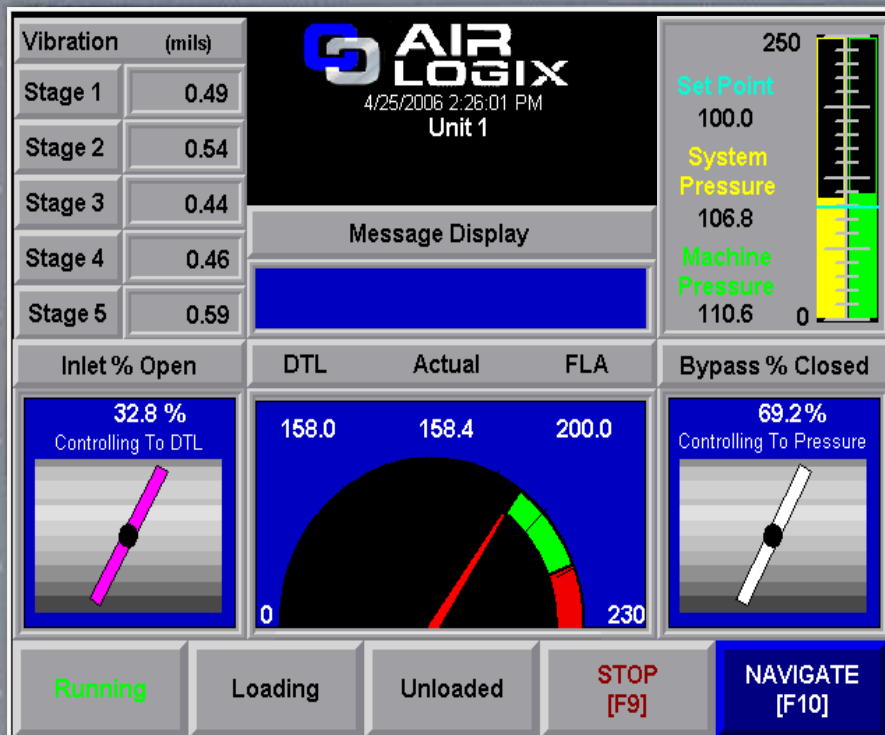 Vibration (mils)
Stage 1 0.49
Stage 2 0.54
Stage 3 0.44
Stage 4 0.46
Stage 5 0.59
AIR
LOGIX
4/25/2006 2:26:01 PM
Unit 1
Message Display
250
Set Point
100.0
System
Pressure
106.8
Machine
Pressure
110.6 0
Inlet % Open
32.8 %
Controlling To DTL
DTL Actual FLA
158.0 158.4 200.0
0 230
Bypass % Closed
69.2%
Controlling To Pressure
Running
Loading
Unloaded
STOP
[F9]
NAVIGATE
[F10]